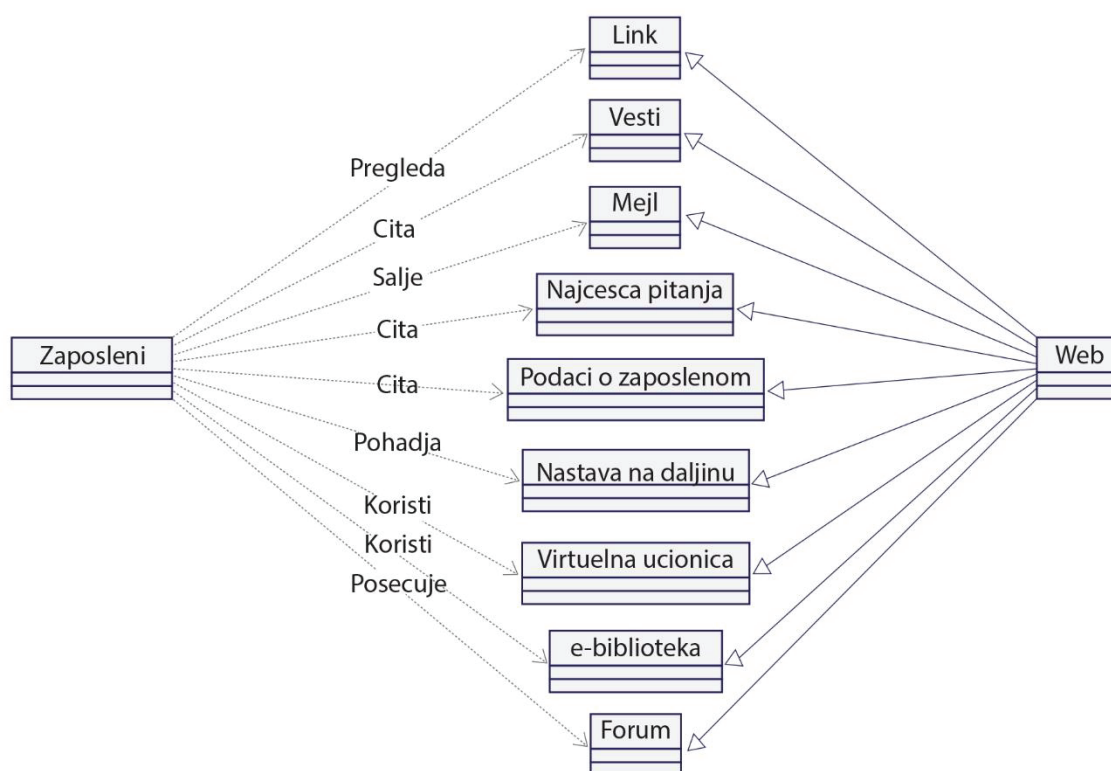 Link
Vesti
Pregleda
Mejl
Cita
Salje
Najcesca pitanja
Cita
Zaposleni
Web
Podaci o zaposlenom
Cita
Pohadja
Nastava na daljinu
Koristi
Koristi
Virtuelna ucionica
Posecuje
e-biblioteka
Forum